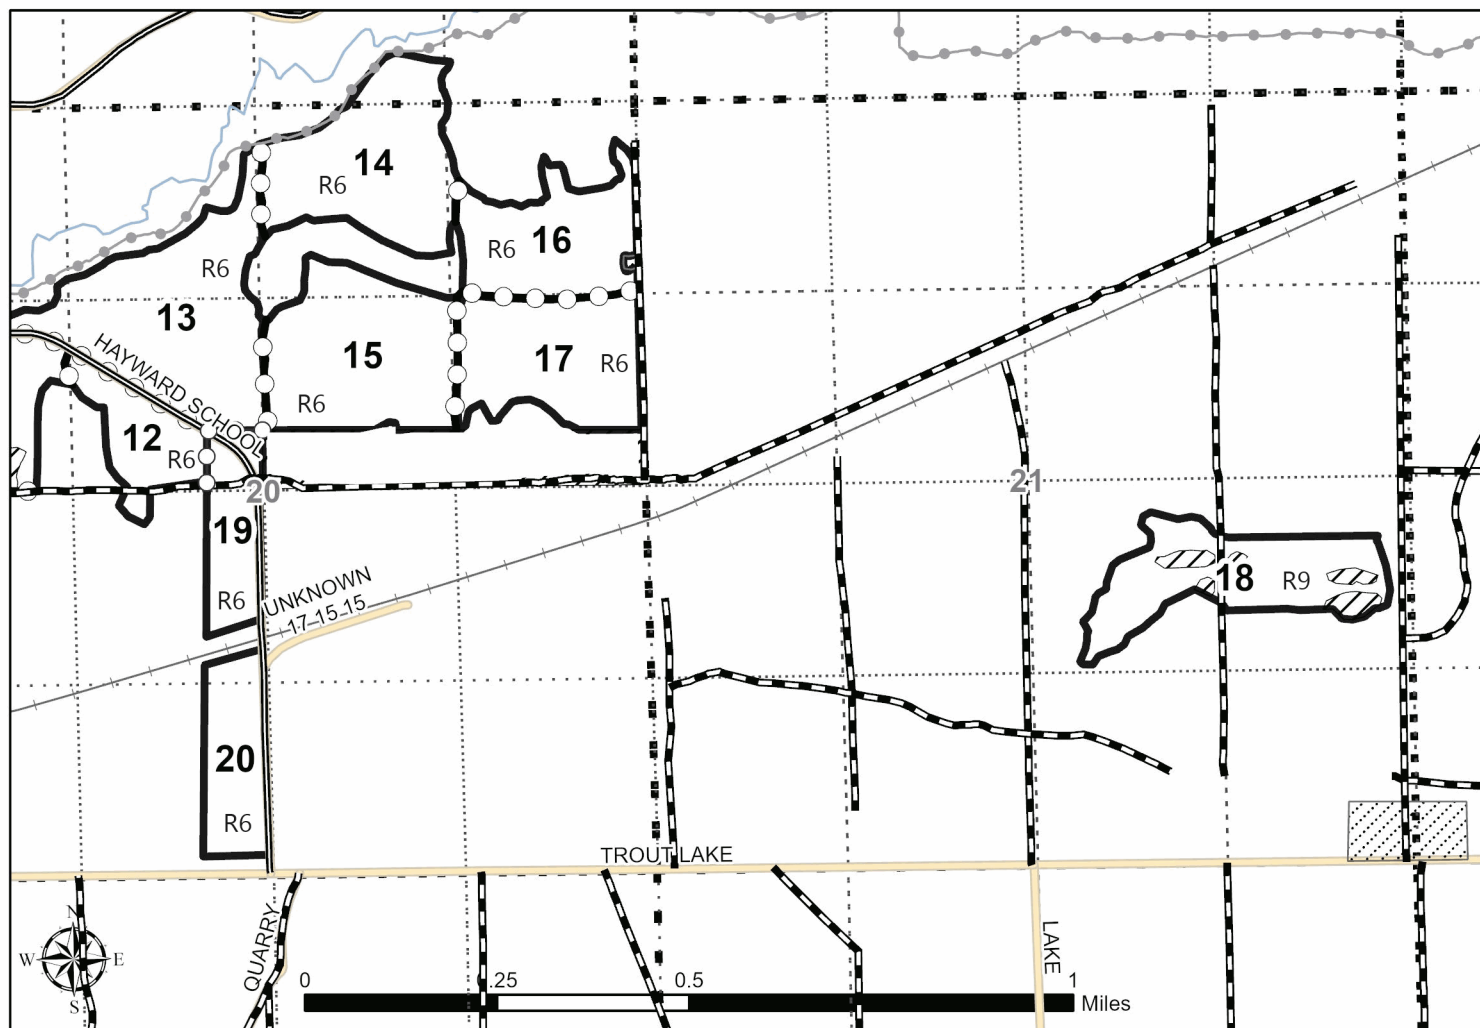 14
R6
16
R6
R6
13
HAYWARD SCHOOL
15
17
R6
R6
12
R6
20
21
19
18
R9
UNKNOWN
17-15-15
R6
20
R6
TROUT LAKE
N
W E
S
QUARRY
LAKE
0 .25 0.5 1
Miles